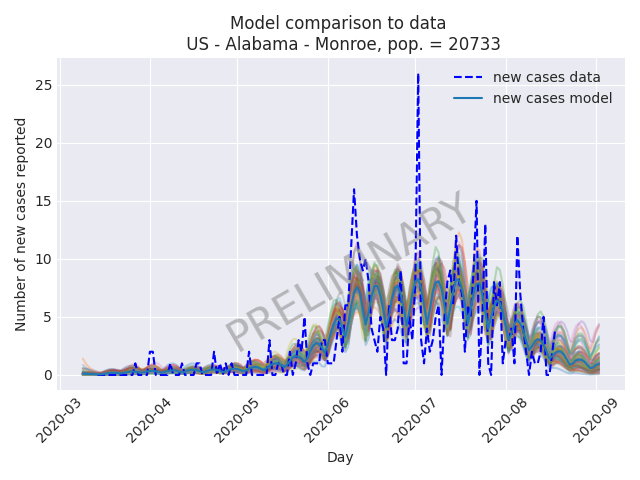 Model comparison to data
US - Alabama - Monroe, pop. = 20733
new cases data
new cases model
Number of new cases reported
25
20
15
10
5
0
PRELIMINARY
2020-03
2020-04
2020-05
2020-06
2020-07
2020-08
2020-09
Day